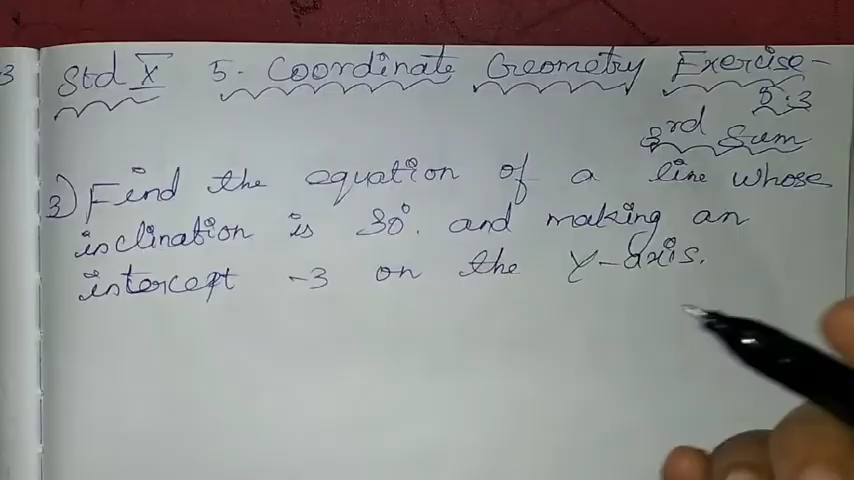 3
Std X 5. Coordinate Geometry Exercise-
5.3
3rd Sum
3) Find the equation of a line whose
inclination is 30°. and making an
intercept -3 on the Y-axis.